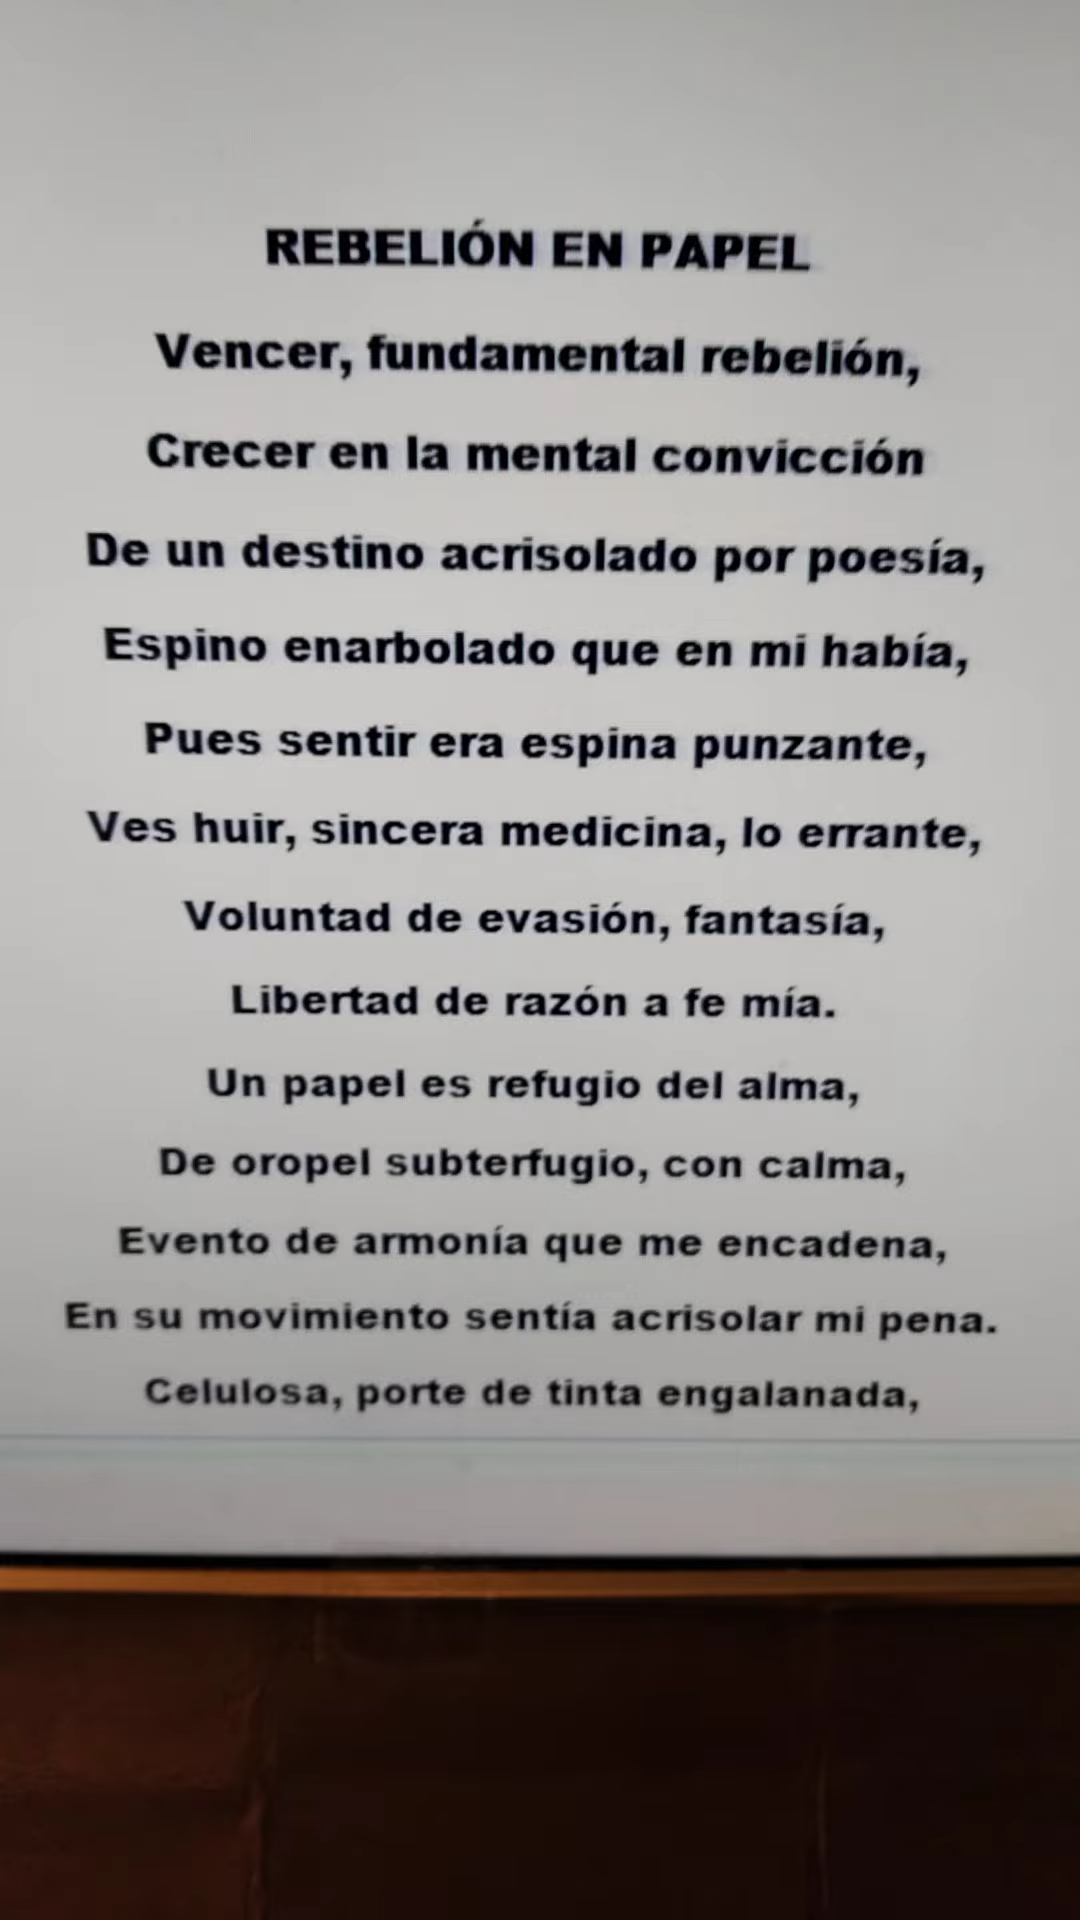 REBELIÓN EN PAPEL
Vencer, fundamental rebelión,
Crecer en la mental convicción
De un destino acrisolado por poesía,
Espino enarbolado que en mi había,
Pues sentir era espina punzante,
Ves huir, sincera medicina, lo errante,
Voluntad de evasión, fantasía,
Libertad de razón a fe mía.
Un papel es refugio del alma,
De oropel subterfugio, con calma,
Evento de armonía que me encadena,
En su movimiento sentía acrisolar mi pena.
Celulosa, porte de tinta engalanada,